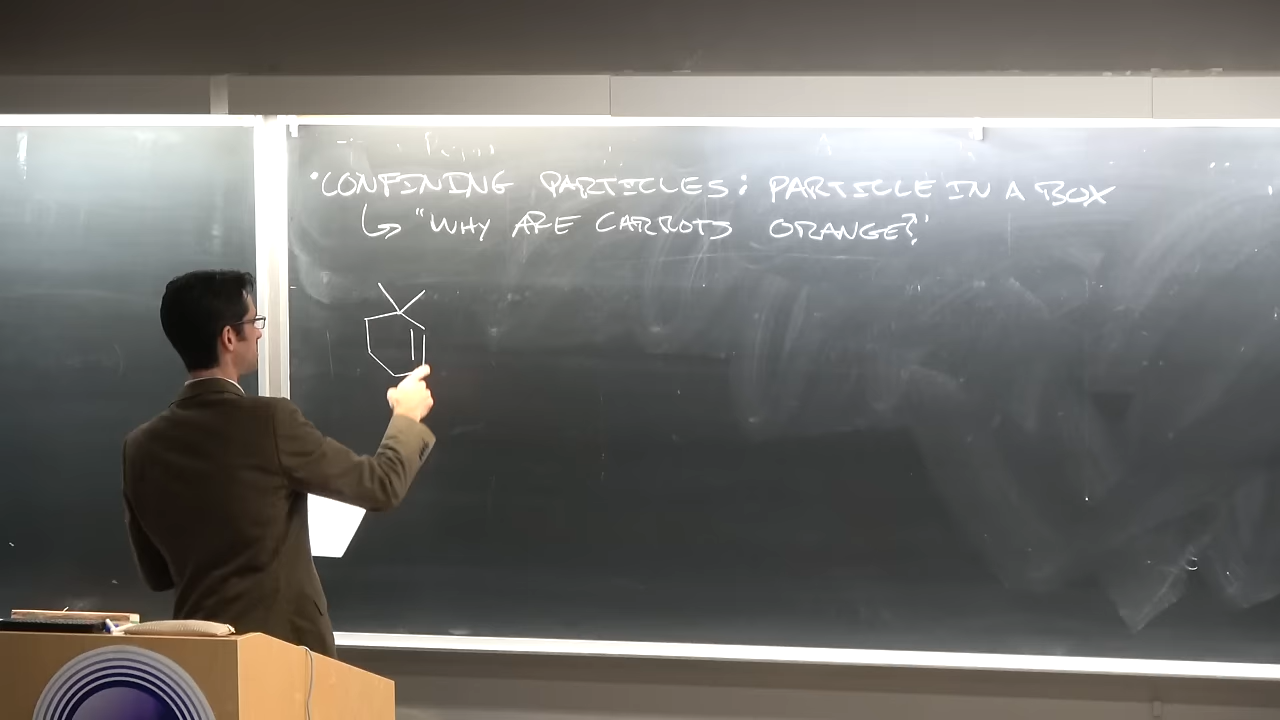 •CONFINING PARTICLES: PARTICLE IN A BOX
↳ "WHY ARE CARROTS ORANGE?"